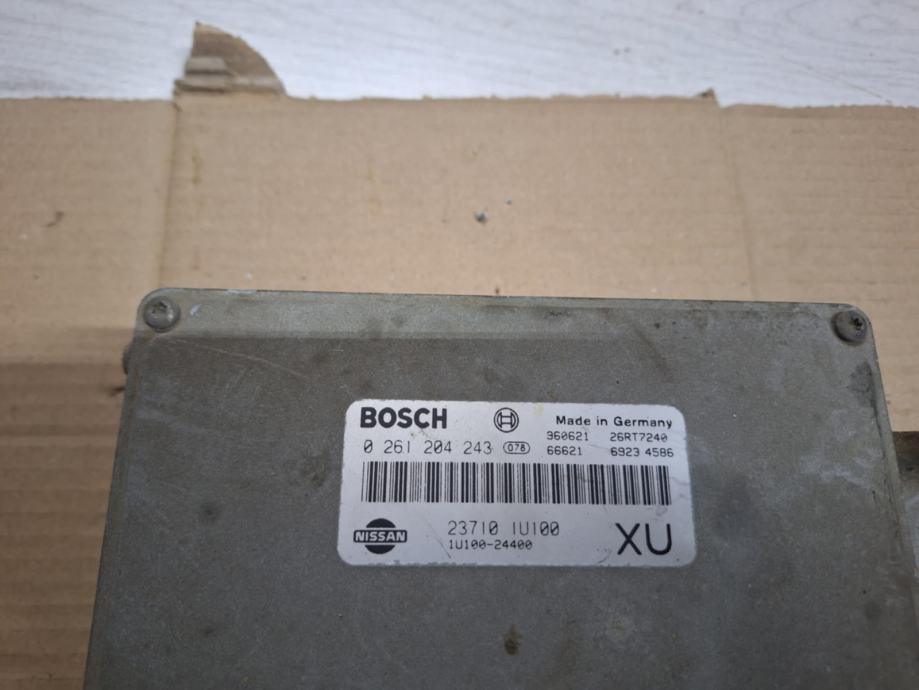 BOSCH Made in Germany
960621 26RT7240
0 261 204 243 078 66621 6923 4586
NISSAN 23710 1U100 XU
1U100-24400